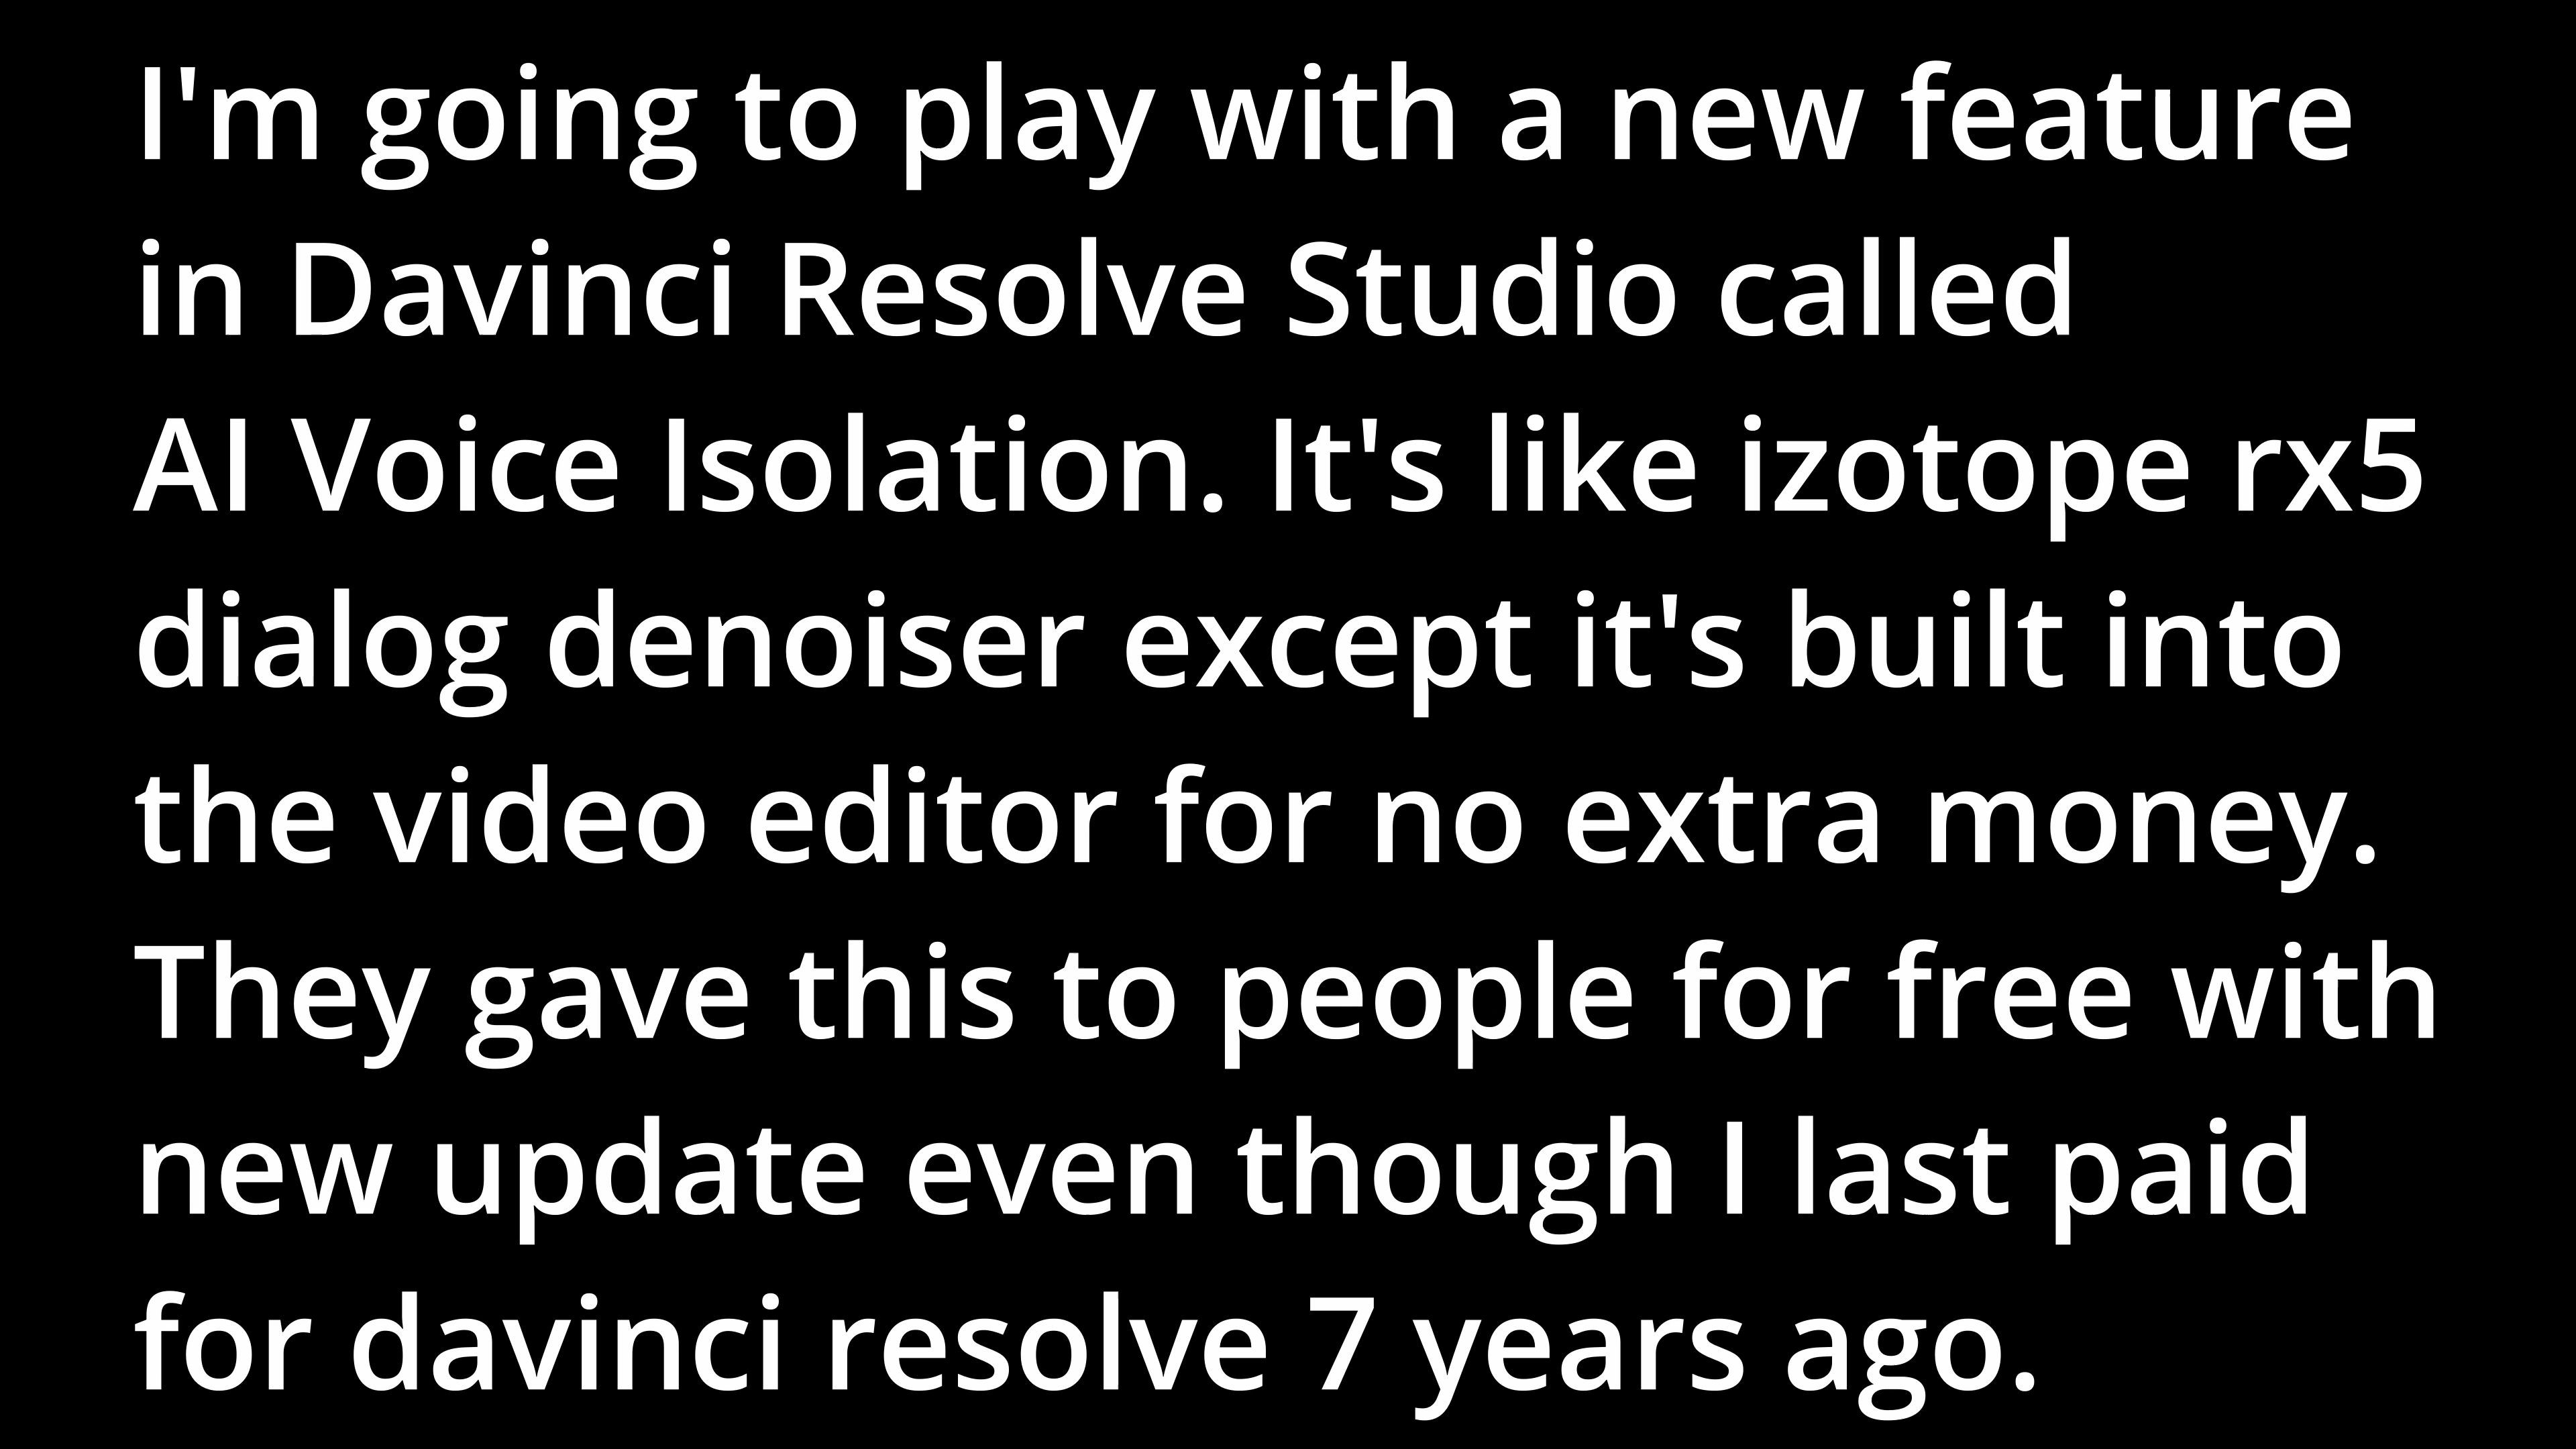 I'm going to play with a new feature
in Davinci Resolve Studio called
AI Voice Isolation. It's like izotope rx5
dialog denoiser except it's built into
the video editor for no extra money.
They gave this to people for free with
new update even though I last paid
for davinci resolve 7 years ago.